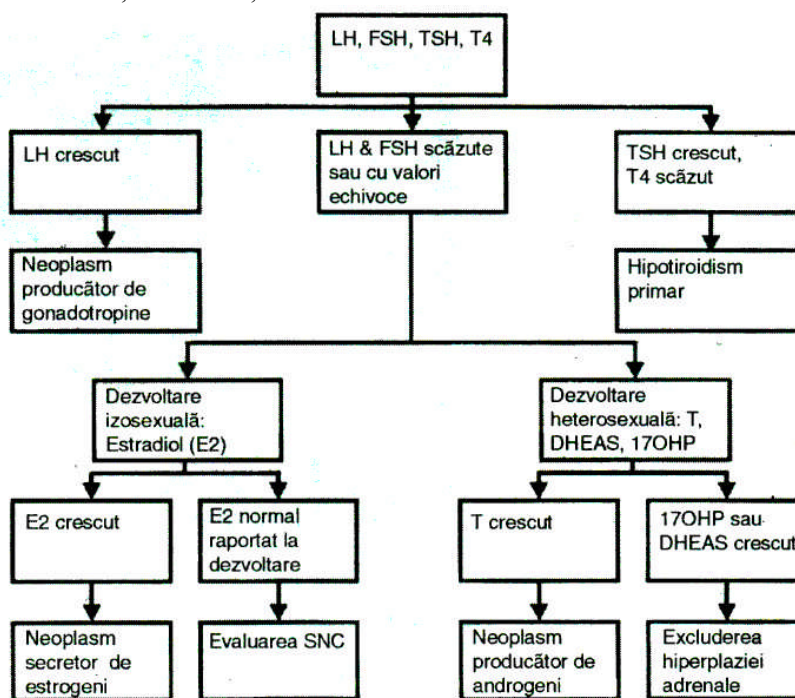 LH, FSH, TSH, T4
LH crescut
LH & FSH scăzute
sau cu valori
echivoce
TSH crescut,
T4 scăzut
Neoplasm
producător de
gonadotropine
Hipotiroidism
primar
Dezvoltare
izosexuală:
Estradiol (E2)
Dezvoltare
heterosexuală: T,
DHEAS, 17OHP
E2 crescut
E2 normal
raportat la
dezvoltare
T crescut
17OHP sau
DHEAS crescut
Neoplasm
secretor de
estrogeni
Evaluarea SNC
Neoplasm
producător de
androgeni
Excluderea
hiperplaziei
adrenale